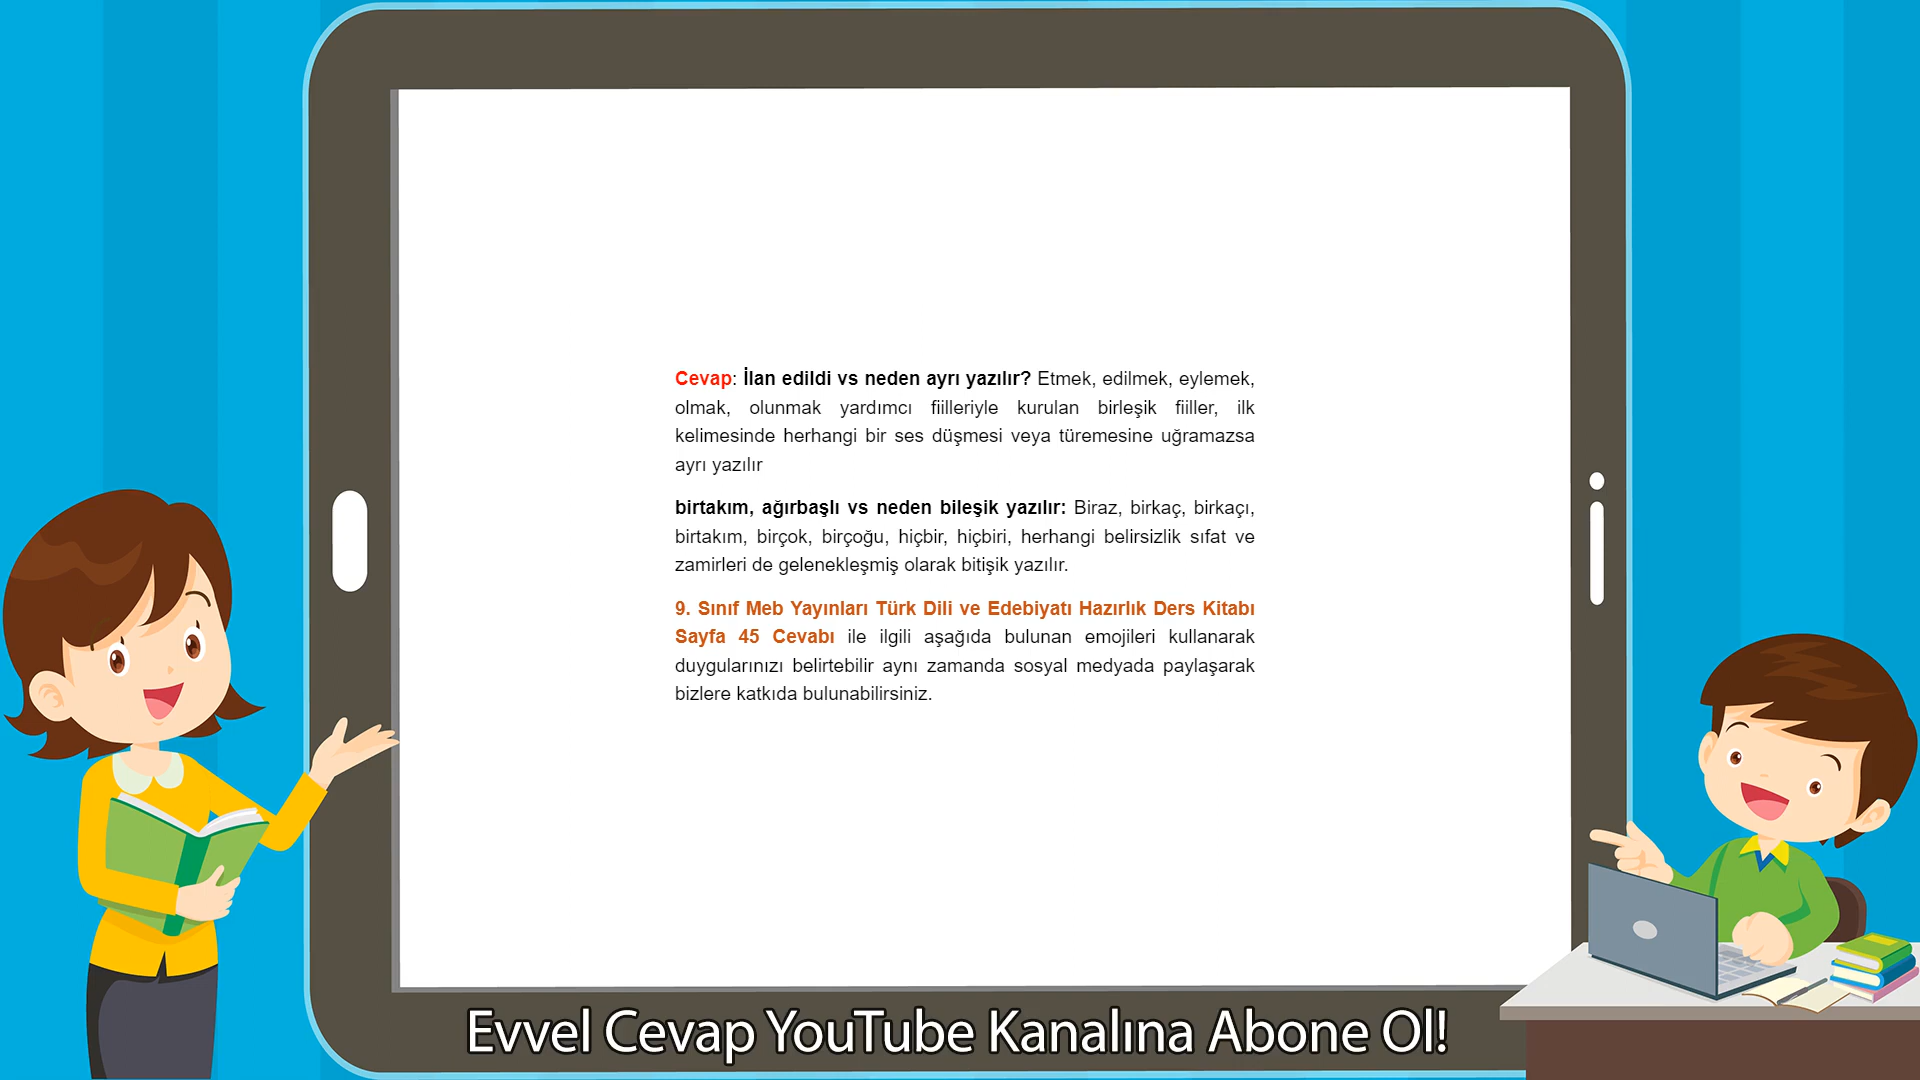 Cevap: İlan edildi vs neden ayrı yazılır? Etmek, edilmek, eylemek,
olmak, olunmak yardımcı fiilleriyle kurulan birleşik fiiller, ilk
kelimesinde herhangi bir ses düşmesi veya türemesine uğramazsa
ayrı yazılır
birtakım, ağırbaşlı vs neden bileşik yazılır: Biraz, birkaç, birkaçı,
birtakım, birçok, birçoğu, hiçbir, hiçbiri, herhangi belirsizlik sıfat ve
zamirleri de gelenekleşmiş olarak bitişik yazılır.
9. Sınıf Meb Yayınları Türk Dili ve Edebiyatı Hazırlık Ders Kitabı
Sayfa 45 Cevabı ile ilgili aşağıda bulunan emojileri kullanarak
duygularınızı belirtebilir aynı zamanda sosyal medyada paylaşarak
bizlere katkıda bulunabilirsiniz.
Evvel Cevap YouTube Kanalına Abone Ol!